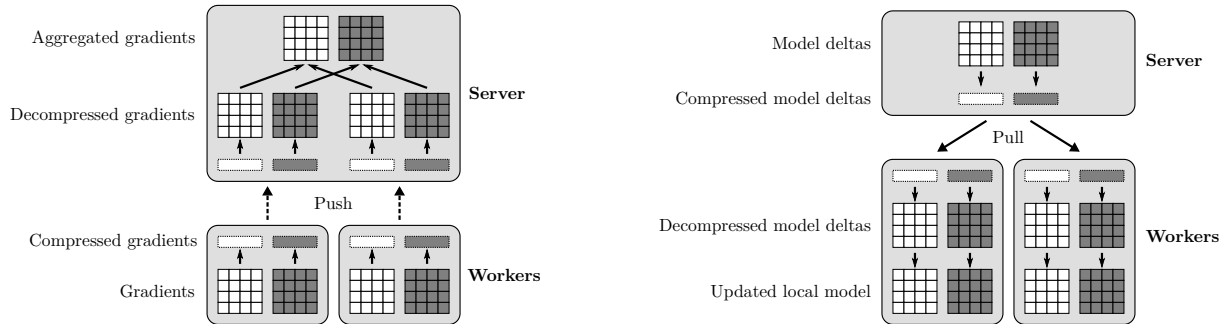 Aggregated gradients
Server
Decompressed gradients
Push
Compressed gradients
Workers
Gradients
Model deltas
Server
Compressed model deltas
Pull
Decompressed model deltas
Workers
Updated local model